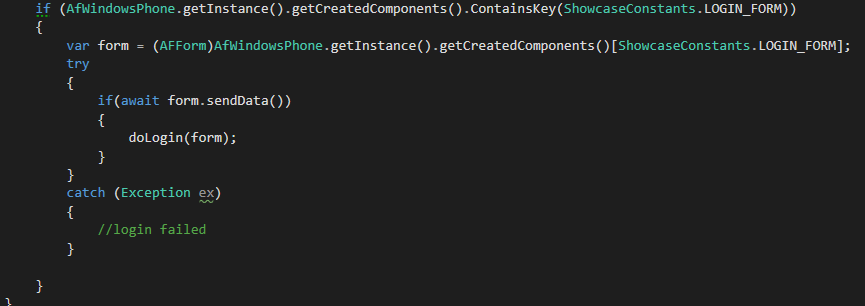 if (AfWindowsPhone.getInstance().getCreatedComponents().ContainsKey(ShowcaseConstants.LOGIN_FORM))
{
var form = (AFForm)AfWindowsPhone.getInstance().getCreatedComponents()[ShowcaseConstants.LOGIN_FORM];
try
{
if(await form.sendData())
{
doLogin(form);
}
}
catch (Exception ex)
{
//login failed
}
}
}